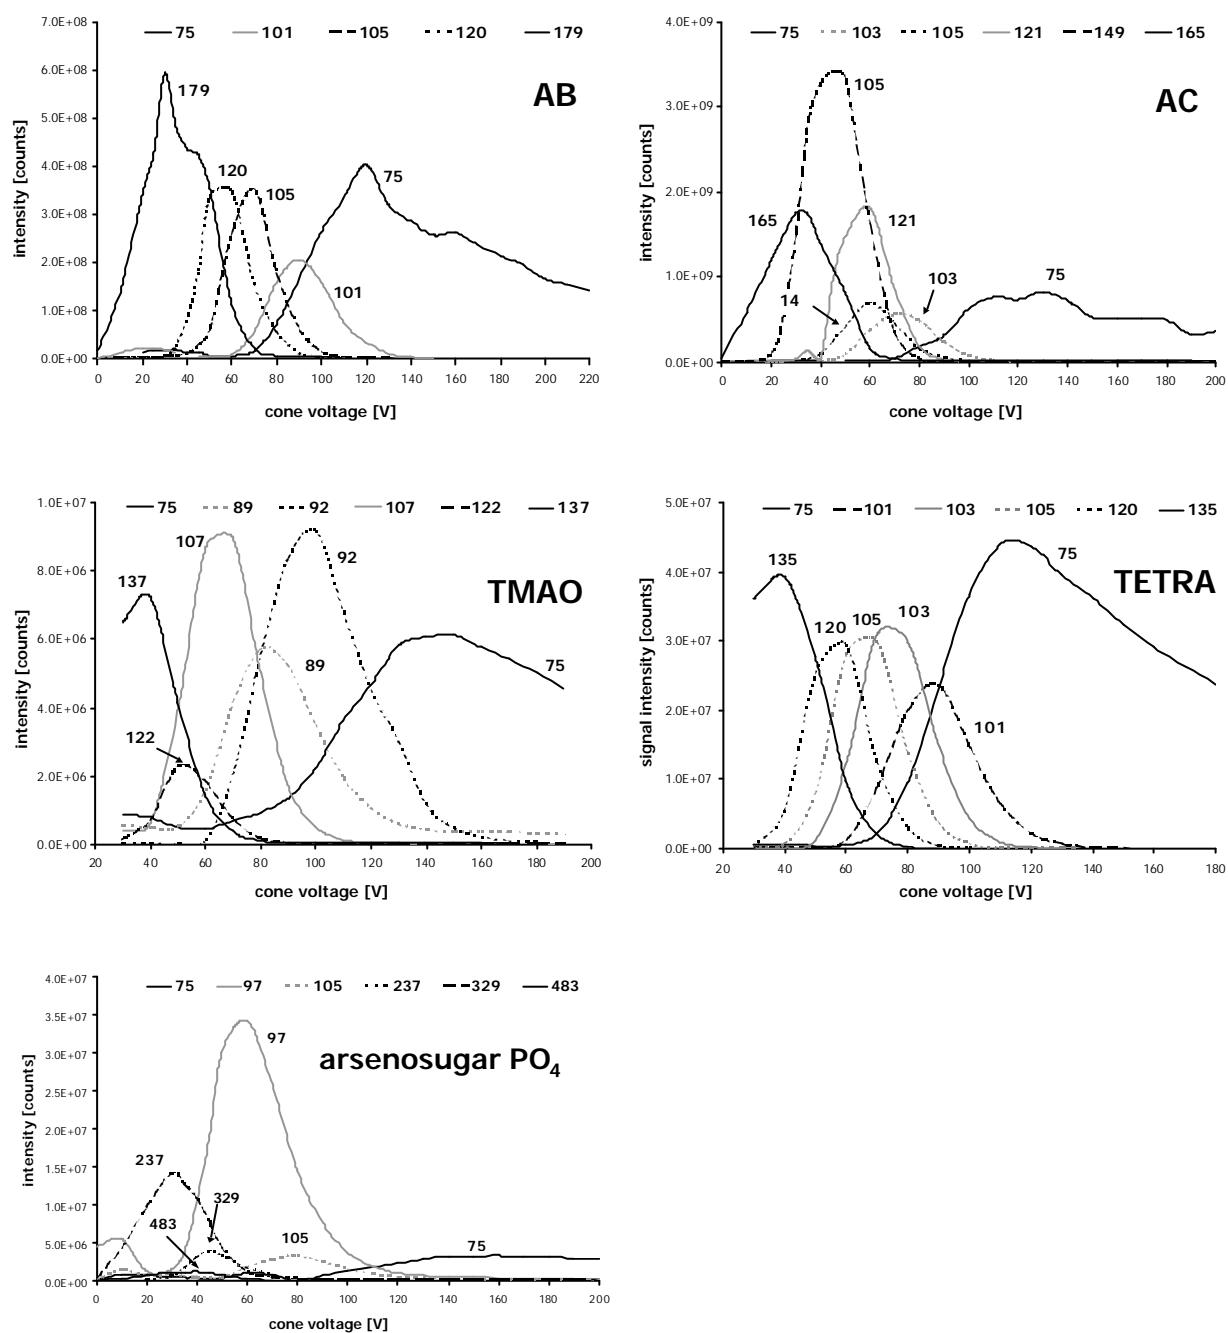 7.0E+08
6.0E+08
5.0E+08
4.0E+08
3.0E+08
2.0E+08
1.0E+08
0.0E+00
intensity [counts]
75 101 105 120 179
179
AB
120
105
75
101
0 20 40 60 80 100 120 140 160 180 200 220
cone voltage [V]
4.0E+09
3.0E+09
2.0E+09
1.0E+09
0.0E+00
intensity [counts]
75 103 105 121 149 165
105
AC
165
121
14
103
75
0 20 40 60 80 100 120 140 160 180 200
cone voltage [V]
1.0E+07
8.0E+06
6.0E+06
4.0E+06
2.0E+06
0.0E+00
intensity [counts]
75 89 92 107 122 137
107
92
137
TMAO
89
75
122
20 40 60 80 100 120 140 160 180 200
cone voltage [V]
5.0E+07
4.0E+07
3.0E+07
2.0E+07
1.0E+07
0.0E+00
signal intensity [counts]
75 101 103 105 120 135
135
75
TETRA
120 105 103
101
20 40 60 80 100 120 140 160 180
cone voltage [V]
4.0E+07
3.5E+07
3.0E+07
2.5E+07
2.0E+07
1.5E+07
1.0E+07
5.0E+06
0.0E+00
intensity [counts]
75 97 105 237 329 483
97
arsenosugar PO4
237
329
483
105
75
0 20 40 60 80 100 120 140 160 180 200
cone voltage [V]